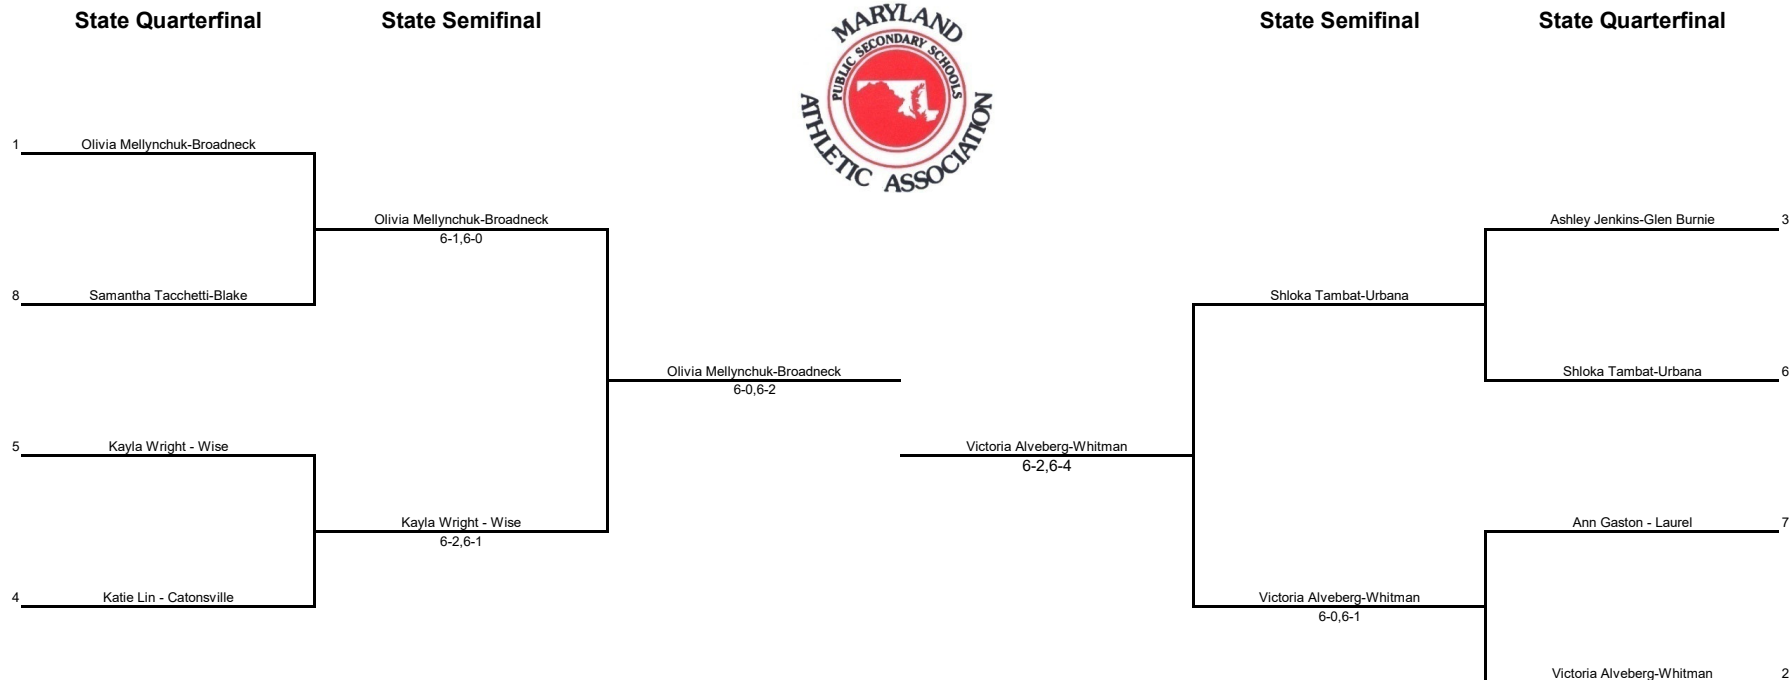 State Quarterfinal
State Semifinal
MARYLAND
PUBLIC SECONDARY SCHOOLS
ATHLETIC ASSOCIATION
State Semifinal
State Quarterfinal
1 Olivia Mellynchuk-Broadneck
Olivia Mellynchuk-Broadneck
6-1,6-0
8 Samantha Tacchetti-Blake
Olivia Mellynchuk-Broadneck
6-0,6-2
5 Kayla Wright - Wise
Kayla Wright - Wise
6-2,6-1
4 Katie Lin - Catonsville
Ashley Jenkins-Glen Burnie 3
Shloka Tambat-Urbana
Shloka Tambat-Urbana 6
Victoria Alveberg-Whitman
6-2,6-4
Ann Gaston - Laurel 7
Victoria Alveberg-Whitman
6-0,6-1
Victoria Alveberg-Whitman 2